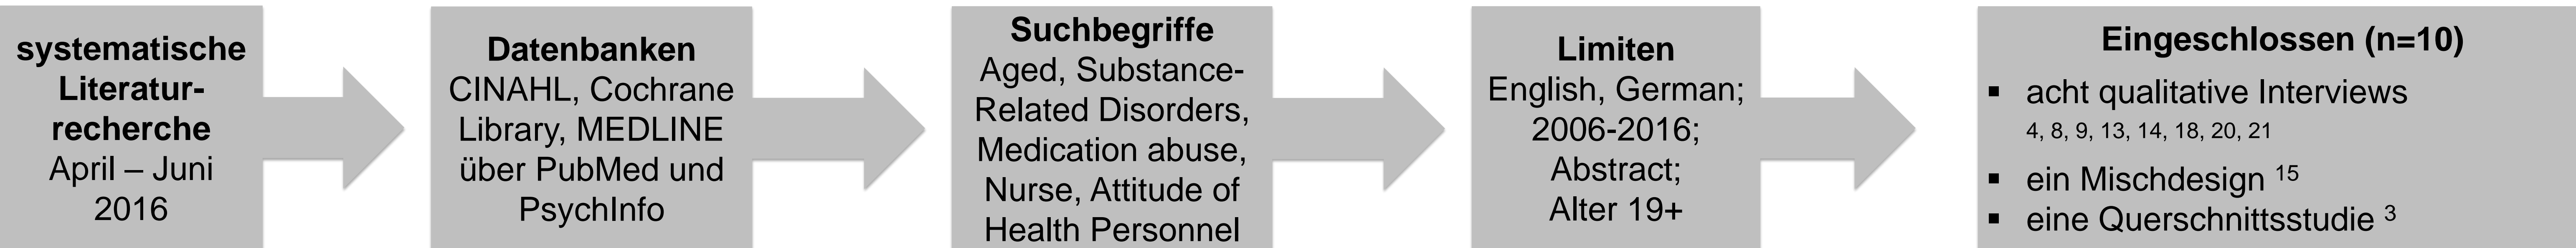 systematische
Literatur-
recherche
April – Juni
2016
Datenbanken
CINAHL, Cochrane
Library, MEDLINE
über PubMed und
PsychInfo
Suchbegriffe
Aged, Substance-
Related Disorders,
Medication abuse,
Nurse, Attitude of
Health Personnel
Limiten
English, German;
2006-2016;
Abstract;
Alter 19+
Eingeschlossen (n=10)
▪ acht qualitative Interviews
4, 8, 9, 13, 14, 18, 20, 21
▪ ein Mischdesign 15
▪ eine Querschnittsstudie 3